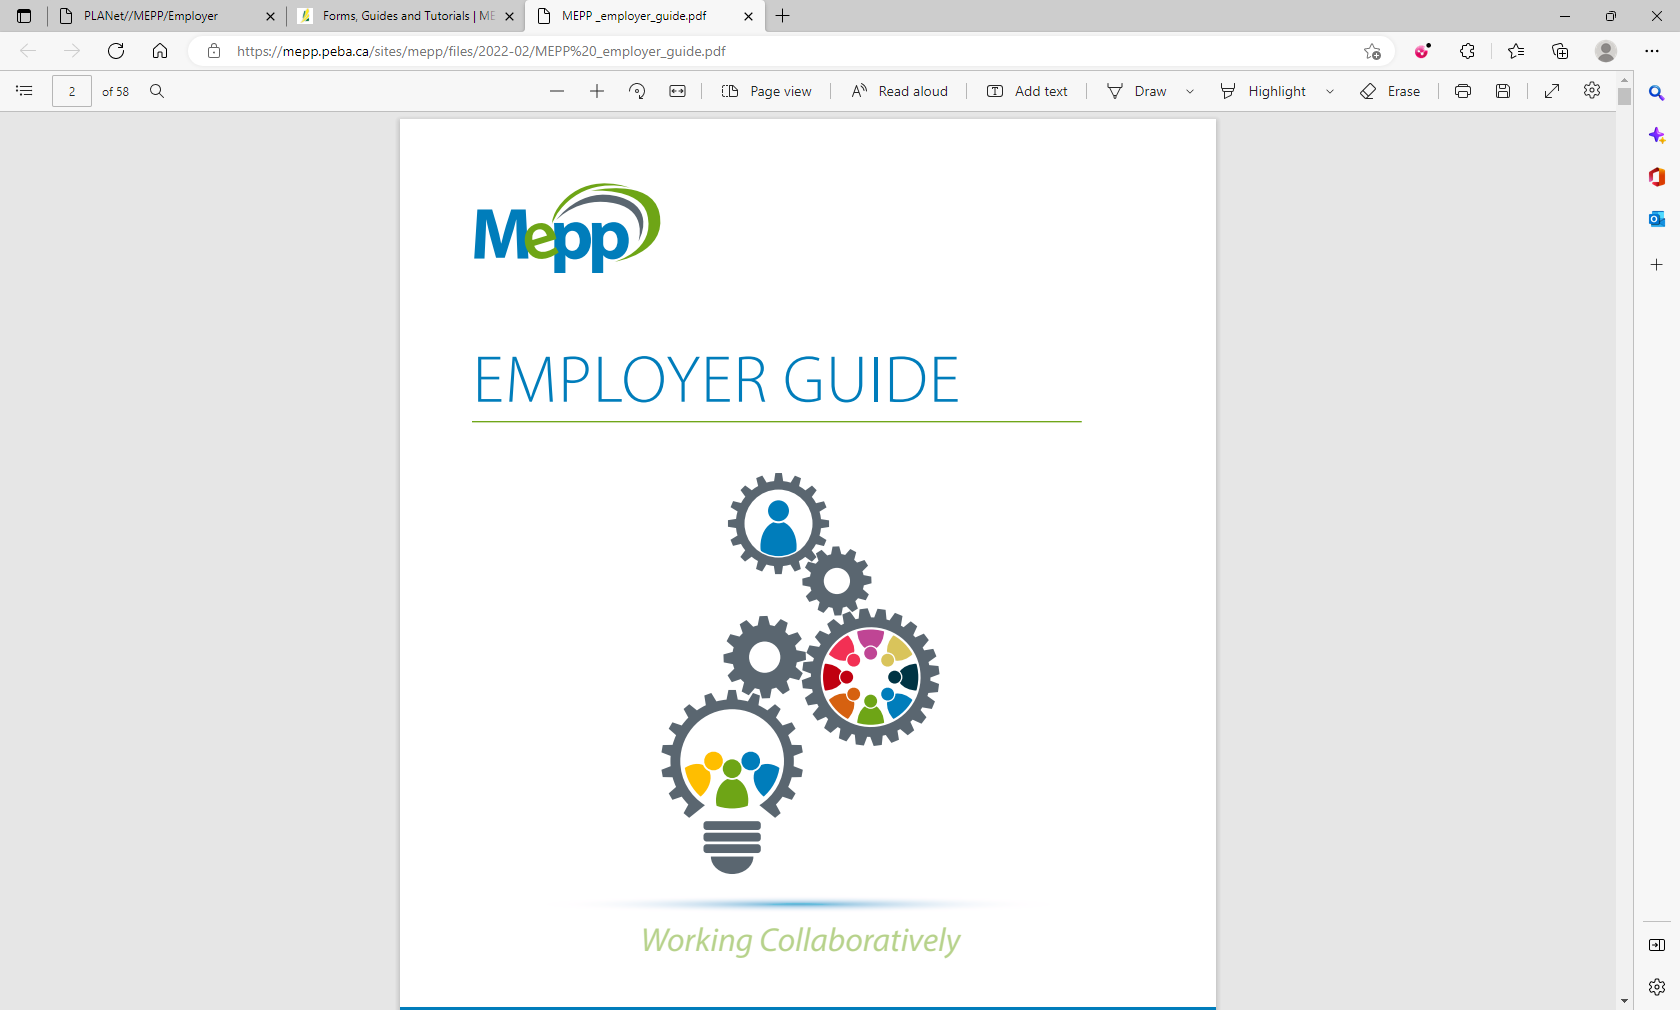 PLANet//MEPP/Employer
Forms, Guides and Tutorials | ME
MEPP _employer_guide.pdf
https://mepp.peba.ca/sites/mepp/files/2022-02/MEPP%20_employer_guide.pdf
2 of 58
Page view
Read aloud
Add text
Draw
Highlight
Erase
Mepp
EMPLOYER GUIDE
Working Collaboratively